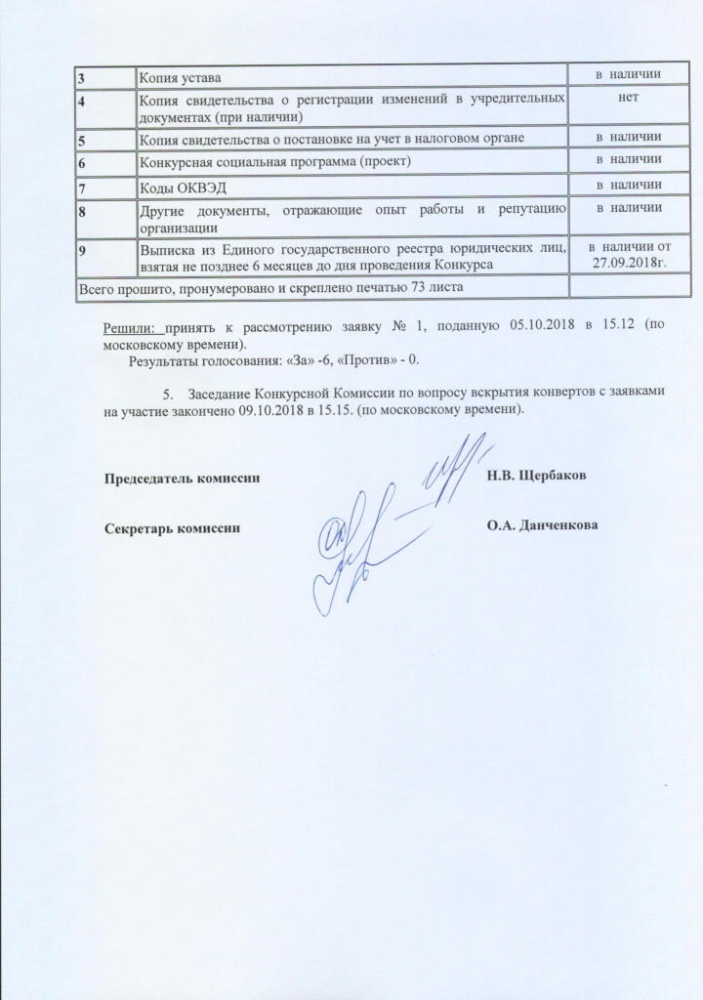 3 Копия устава в наличии
4 Копия свидетельства о регистрации изменений в учредительных нет
документах (при наличии)
5 Копия свидетельства о постановке на учет в налоговом органе в наличии
6 Конкурсная социальная программа (проект) в наличии
7 Коды ОКВЭД в наличии
8 Другие документы, отражающие опыт работы и репутацию в наличии
организации
9 Выписка из Единого государственного реестра юридических лиц, в наличии от
взятая не позднее 6 месяцев до дня проведения Конкурса 27.09.2018г.
Всего прошито, пронумеровано и скреплено печатью 73 листа
Решили: принять к рассмотрению заявку № 1, поданную 05.10.2018 в 15.12 (по
московскому времени).
Результаты голосования: «За» -6, «Против» - 0.
5. Заседание Конкурсной Комиссии по вопросу вскрытия конвертов с заявками
на участие закончено 09.10.2018 в 15.15. (по московскому времени).
Председатель комиссии Н.В. Щербаков
Секретарь комиссии О.А. Данченкова